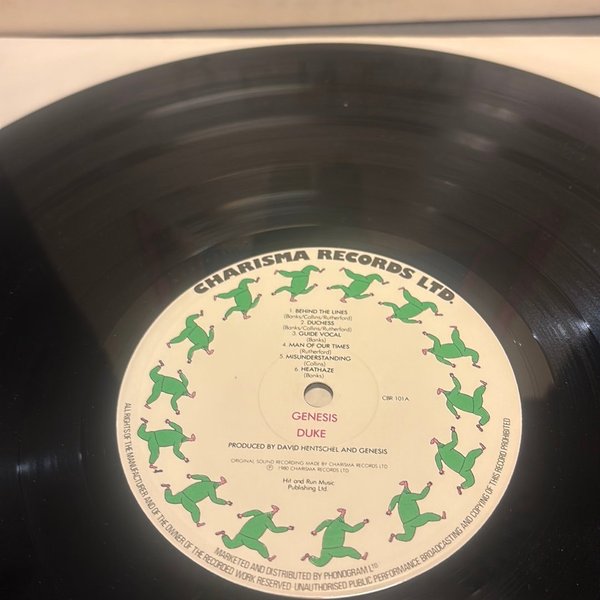 CHARISMA RECORDS LTD.
1. BEHIND THE LINES
(Banks/Collins/Rutherford)
2. DUCHESS
(Banks/Collins/Rutherford)
3. GUIDE VOCAL
(Banks)
4. MAN OF OUR TIMES
(Rutherford)
5. MISUNDERSTANDING
(Collins)
6. HEATHAZE
(Banks)
CBR 101A
GENESIS
DUKE
PRODUCED BY DAVID HENTSCHEL AND GENESIS
ORIGINAL SOUND RECORDING MADE BY CHARISMA RECORDS LTD
℗ 1980 CHARISMA RECORDS LTD
Hit and Run Music
Publishing Ltd
MARKETED AND DISTRIBUTED BY PHONOGRAM LTD.
ALL RIGHTS OF THE MANUFACTURER AND OF THE OWNER OF THE RECORDED WORK RESERVED UNAUTHORISED PUBLIC PERFORMANCE BROADCASTING AND COPYING OF THIS RECORD PROHIBITED